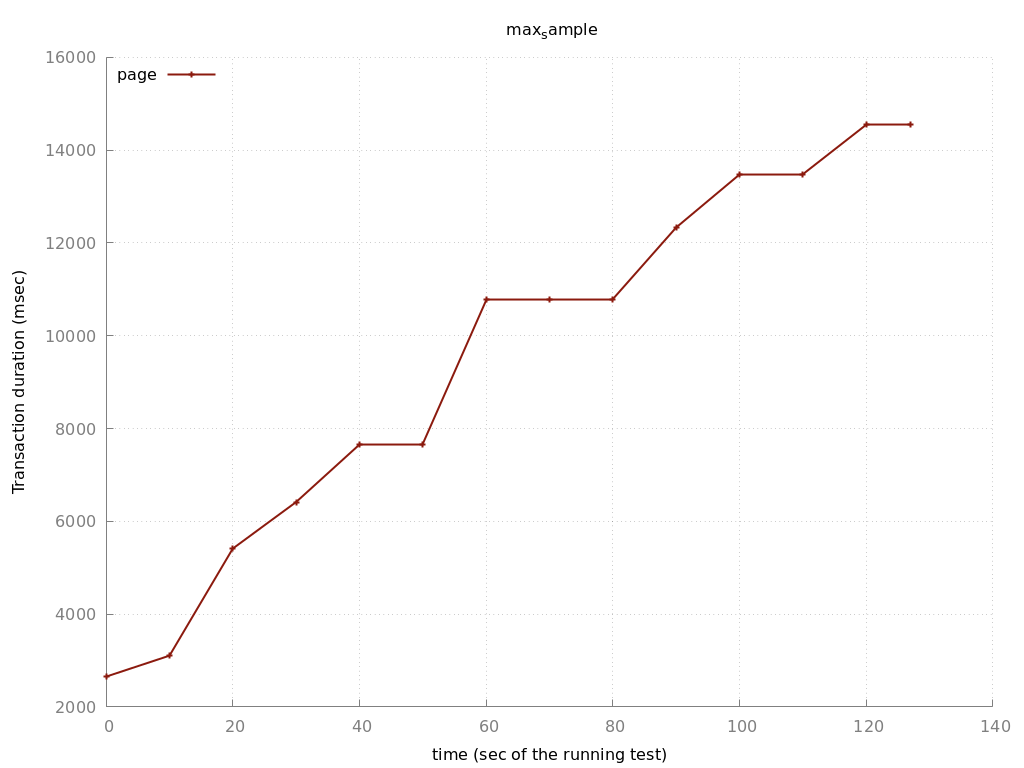 maxsample
16000
page
14000
12000
10000
8000
6000
4000
2000
0 20 40 60 80 100 120 140
Transaction duration (msec)
time (sec of the running test)